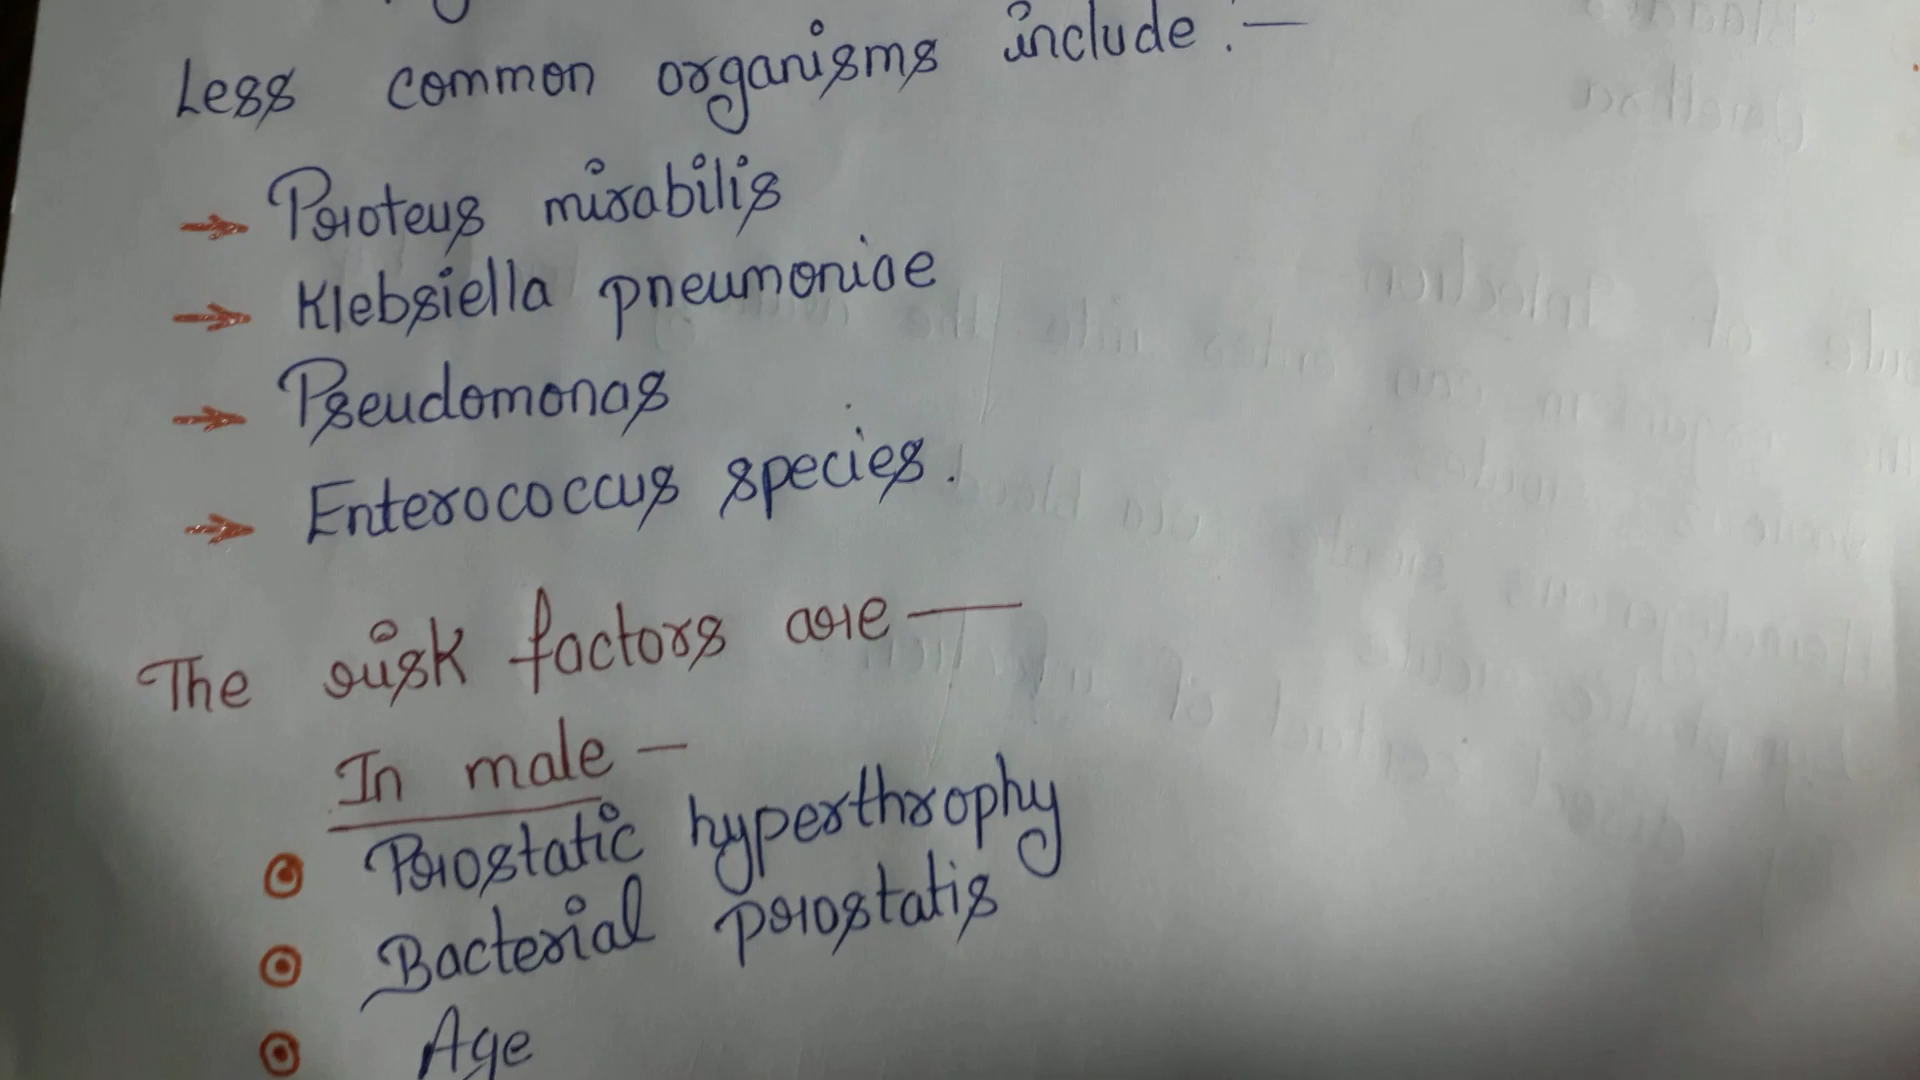 Less common organisms include :-
→ Proteus mirabilis
→ Klebsiella pneumoniae
→ Pseudomonas
→ Enterococcus species.
The risk factors are —
In male —
Prostatic hyperthrophy
Bacterial prostatis
Age